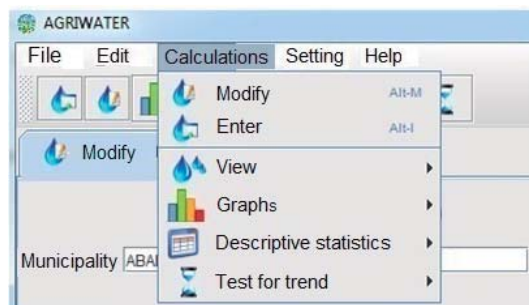 AGRIWATER
File Edit Calculations Setting Help
Modify Alt-M
Enter Alt-I
Modify
View
Graphs
Descriptive statistics
Municipality
Test for trend